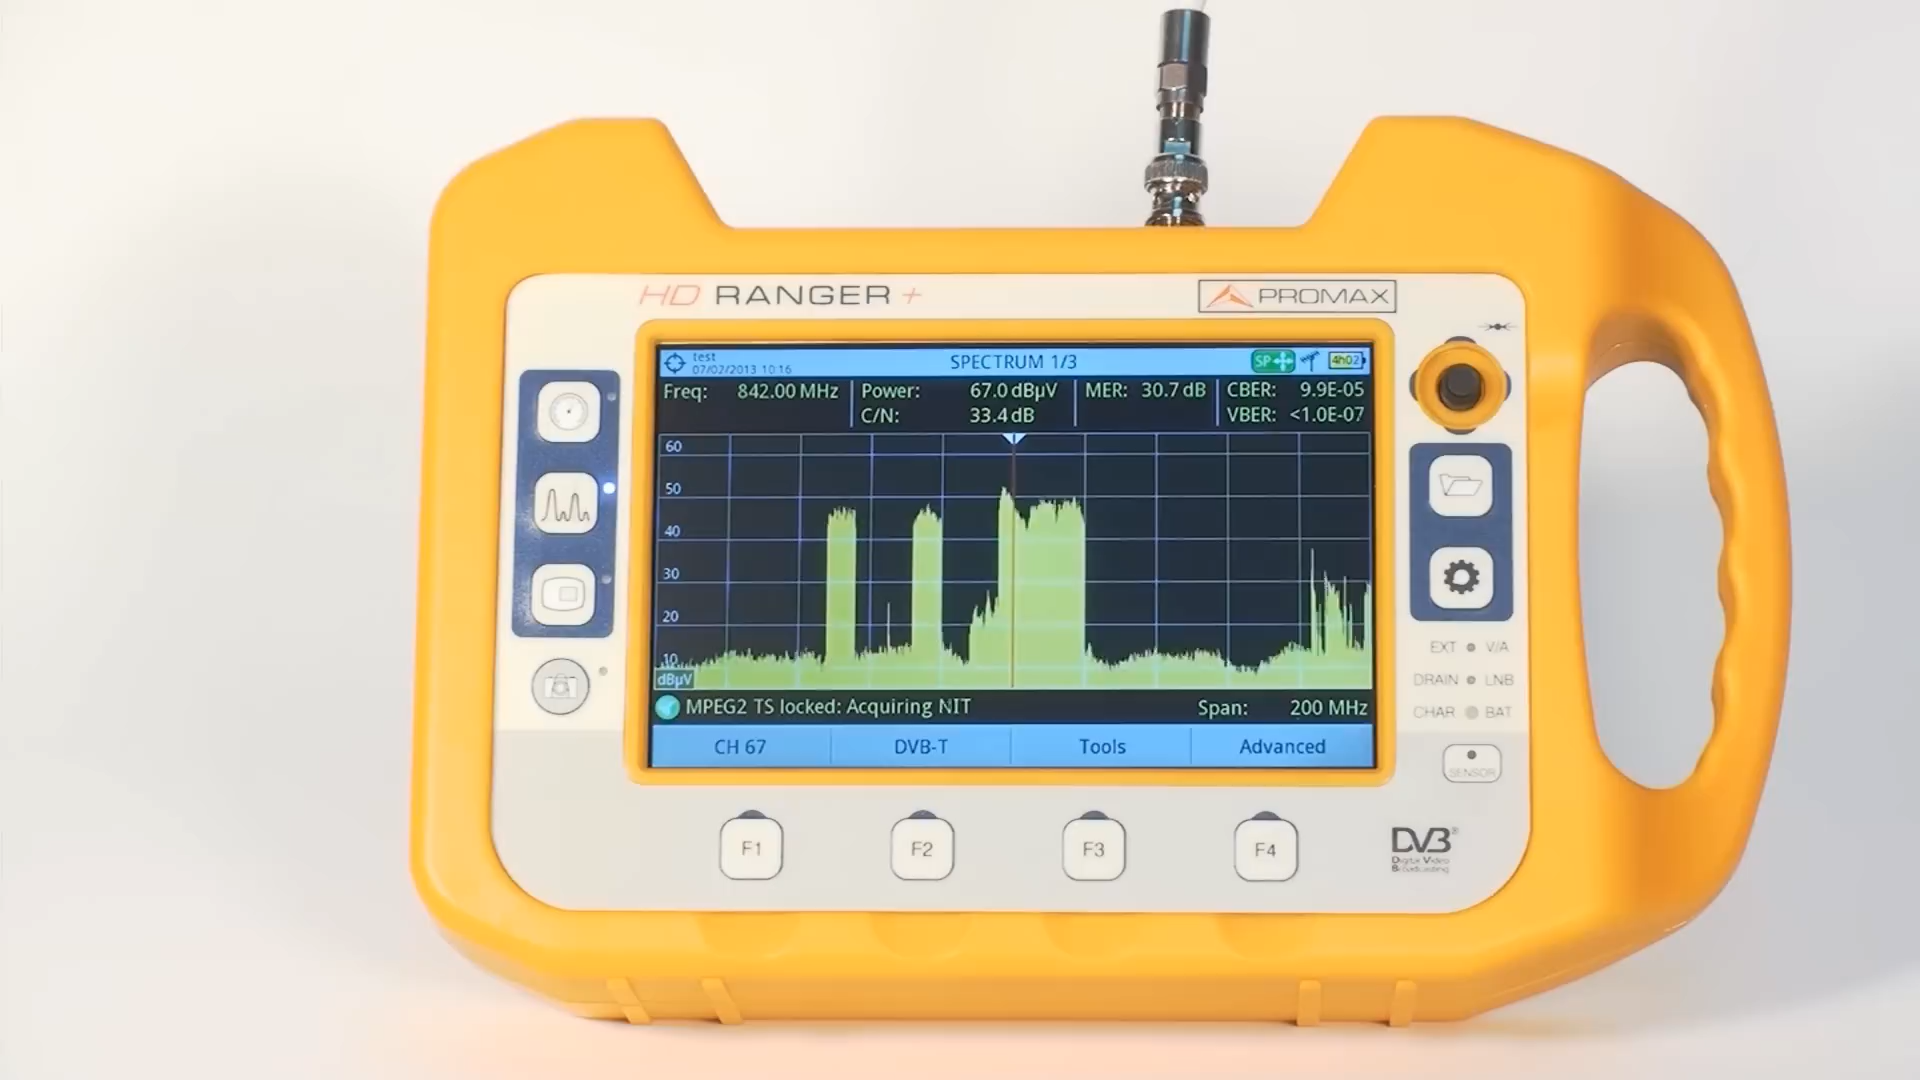 HD RANGER +
PROMAX
test
07/02/2013 10:16
SPECTRUM 1/3
SP
4h02
Freq: 842.00 MHz
Power: 67.0 dBµV
MER: 30.7 dB
CBER: 9.9E-05
C/N: 33.4 dB
VBER: <1.0E-07
60
50
40
30
20
10
dBµV
MPEG2 TS locked: Acquiring NIT
Span: 200 MHz
CH 67
DVB-T
Tools
Advanced
EXT V/A
DRAIN LNB
CHAR BAT
SENSOR
F1
F2
F3
F4
DVB®
Digital Video
Broadcasting